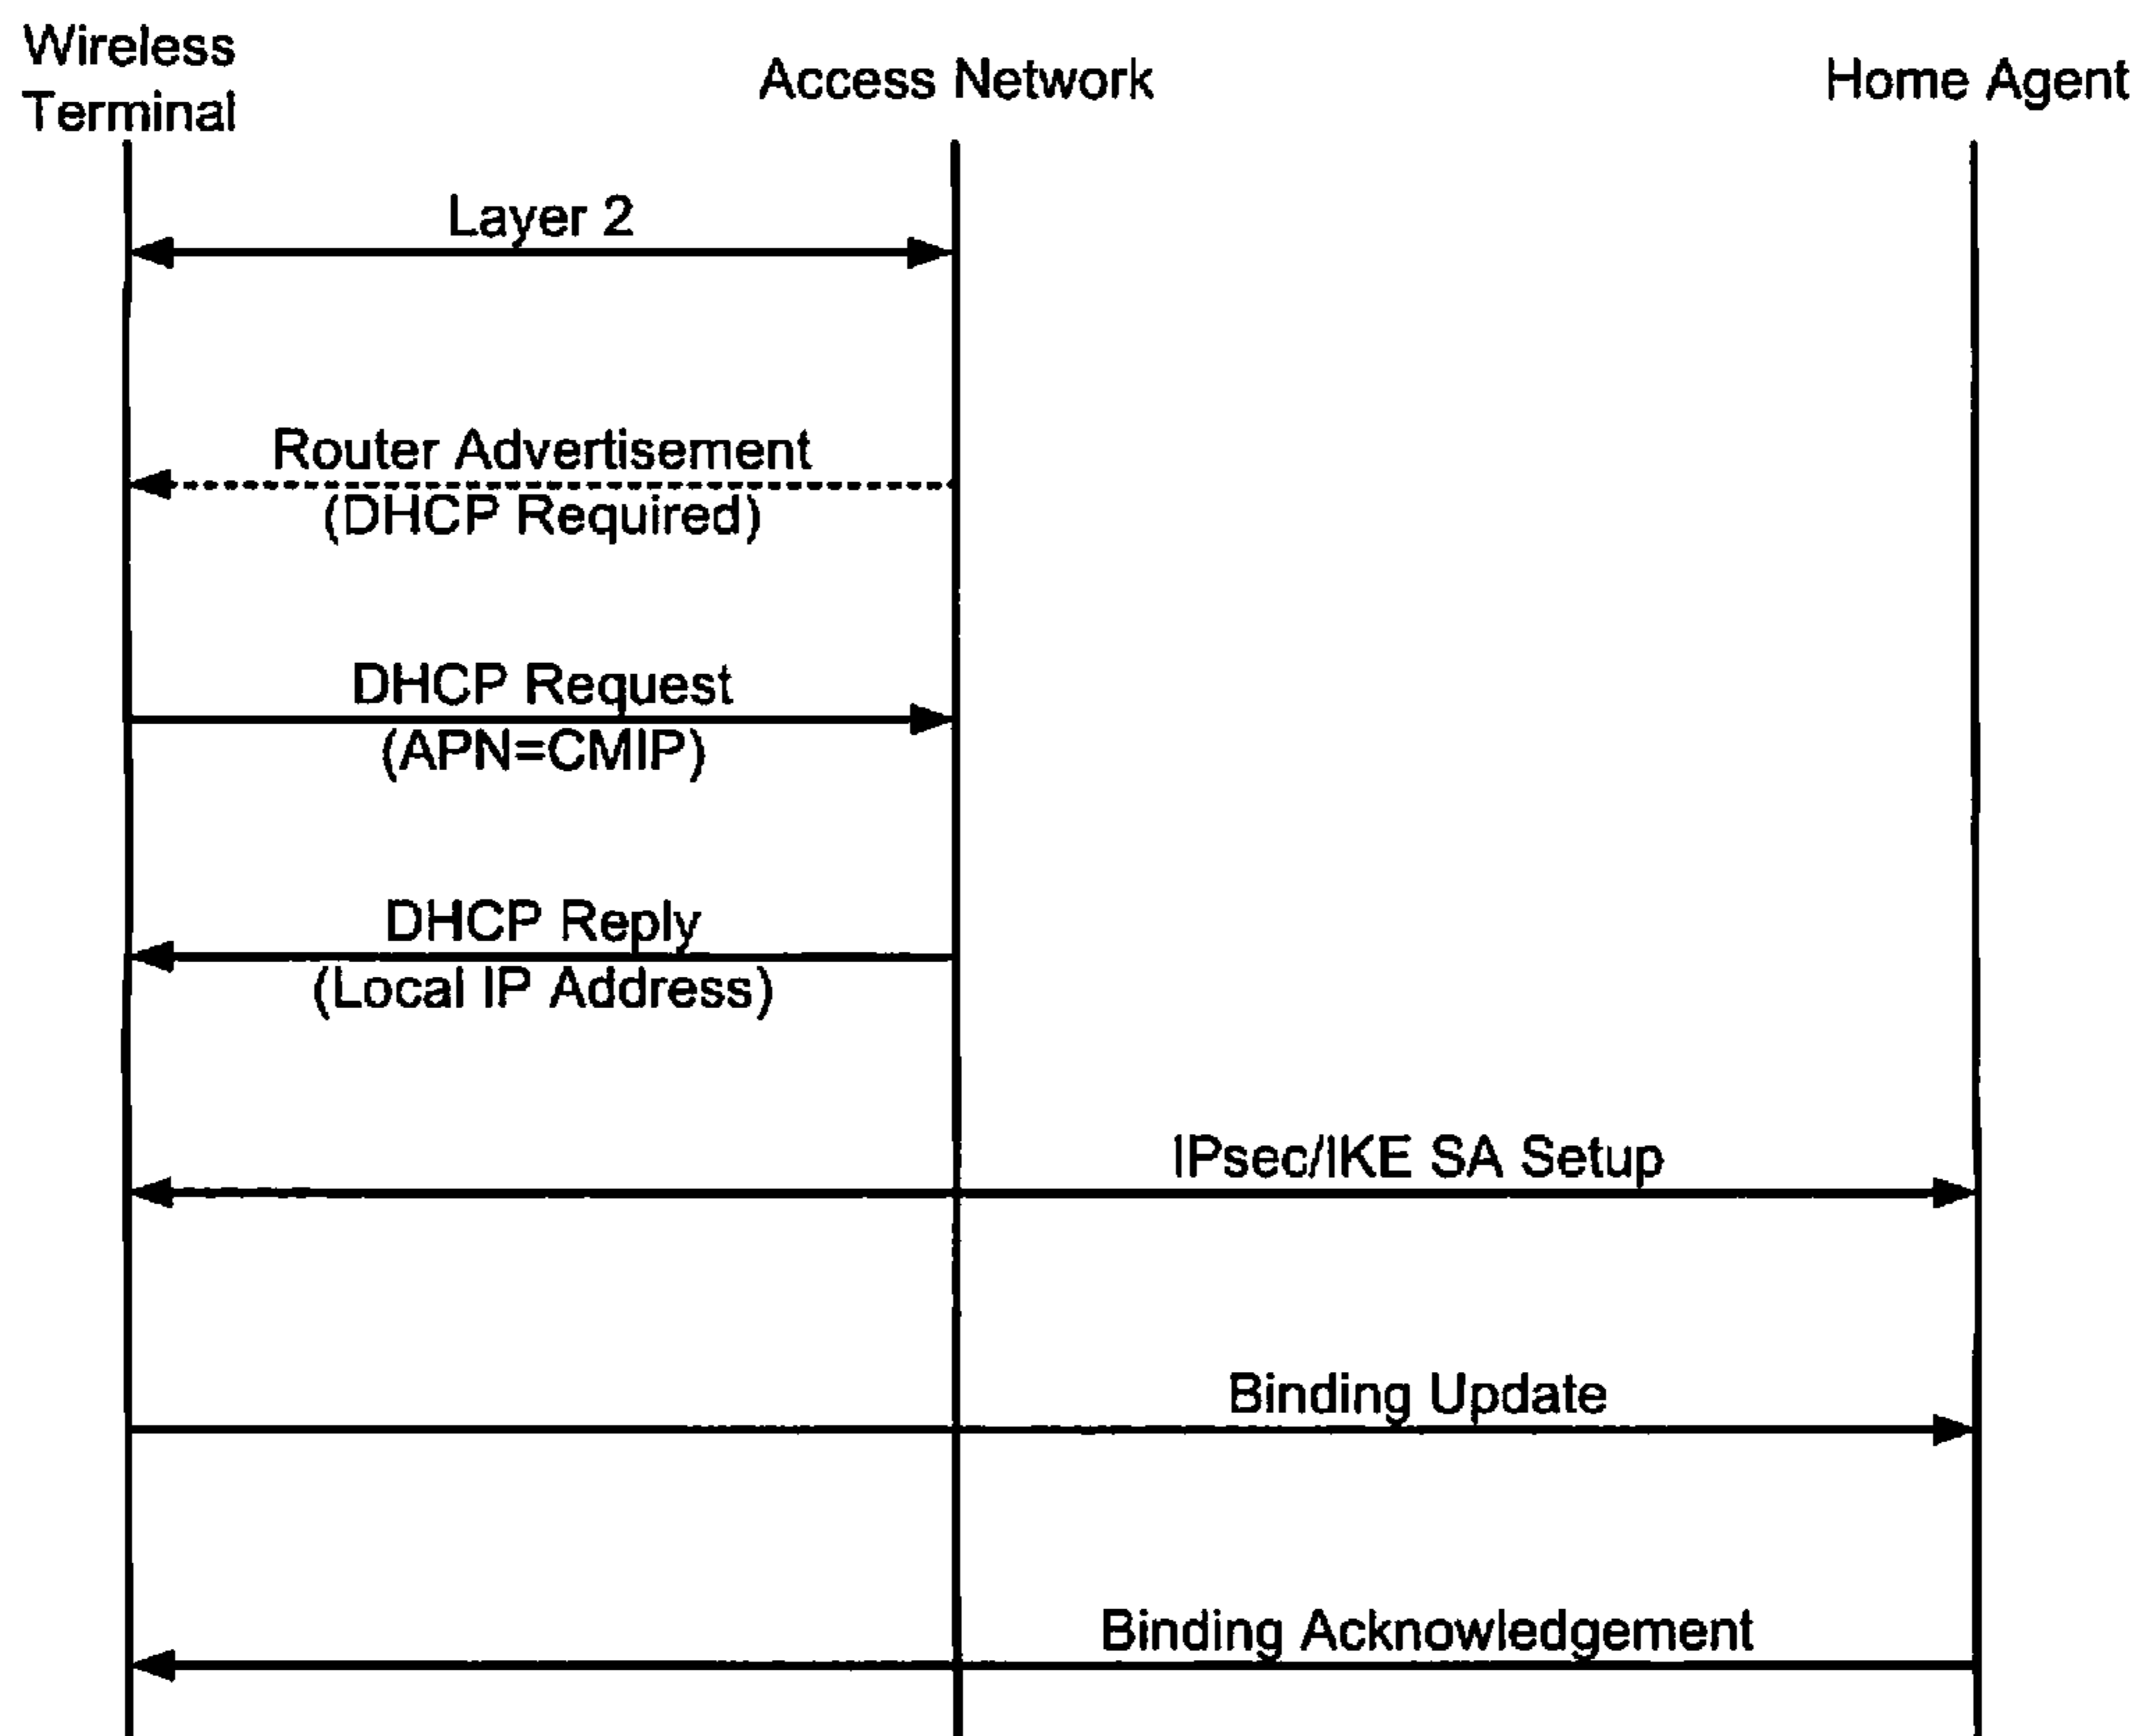 Wireless
Terminal
Access Network
Home Agent
Layer 2
Router Advertisement
(DHCP Required)
DHCP Request
(APN=CMIP)
DHCP Reply
(Local IP Address)
IPsec/IKE SA Setup
Binding Update
Binding Acknowledgement